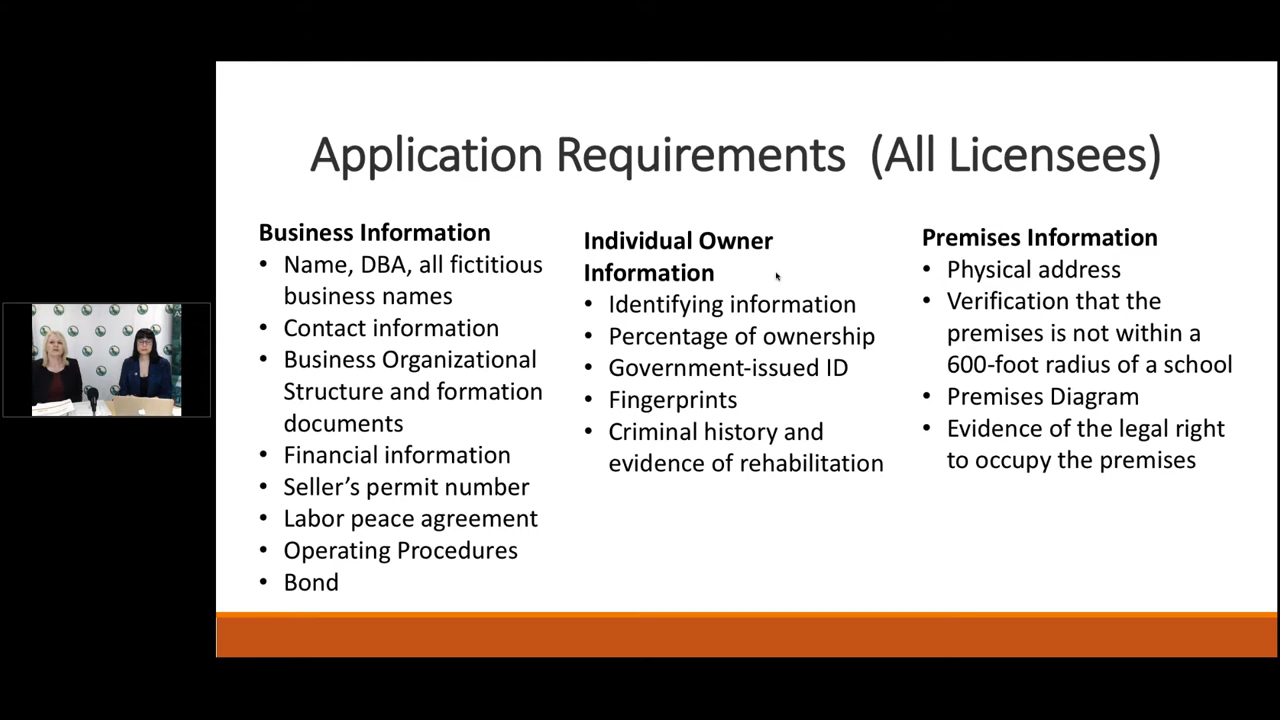 Application Requirements (All Licensees)
Business Information
• Name, DBA, all fictitious
business names
• Contact information
• Business Organizational
Structure and formation
documents
• Financial information
• Seller’s permit number
• Labor peace agreement
• Operating Procedures
• Bond
Individual Owner
Information
• Identifying information
• Percentage of ownership
• Government-issued ID
• Fingerprints
• Criminal history and
evidence of rehabilitation
Premises Information
• Physical address
• Verification that the
premises is not within a
600-foot radius of a school
• Premises Diagram
• Evidence of the legal right
to occupy the premises